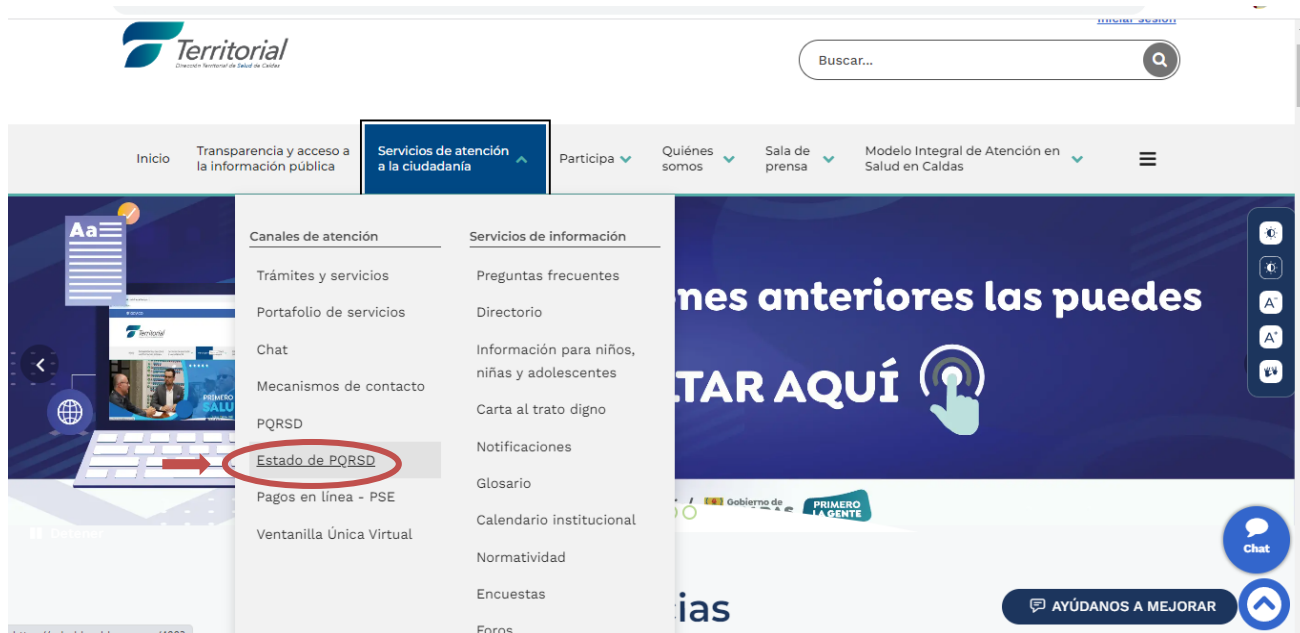 Iniciar sesión
Territorial
Dirección Territorial de Salud de Caldas
Buscar...
Inicio
Transparencia y acceso a
la información pública
Servicios de atención
a la ciudadanía
Participa
Quiénes
somos
Sala de
prensa
Modelo Integral de Atención en
Salud en Caldas
Aa
Territorial
PRIMERO
Canales de atención
Trámites y servicios
Portafolio de servicios
Chat
Mecanismos de contacto
PQRSD
Estado de PQRSD
Pagos en línea - PSE
Ventanilla Única Virtual
Servicios de información
Preguntas frecuentes
Directorio
Información para niños,
niñas y adolescentes
Carta al trato digno
Notificaciones
Glosario
Calendario institucional
Normatividad
Encuestas
Foros
nes anteriores las puedes
TAR AQUÍ
Gobierno de
PRIMERO
LA GENTE
A-
A+
Detener
Chat
ias
AYÚDANOS A MEJORAR